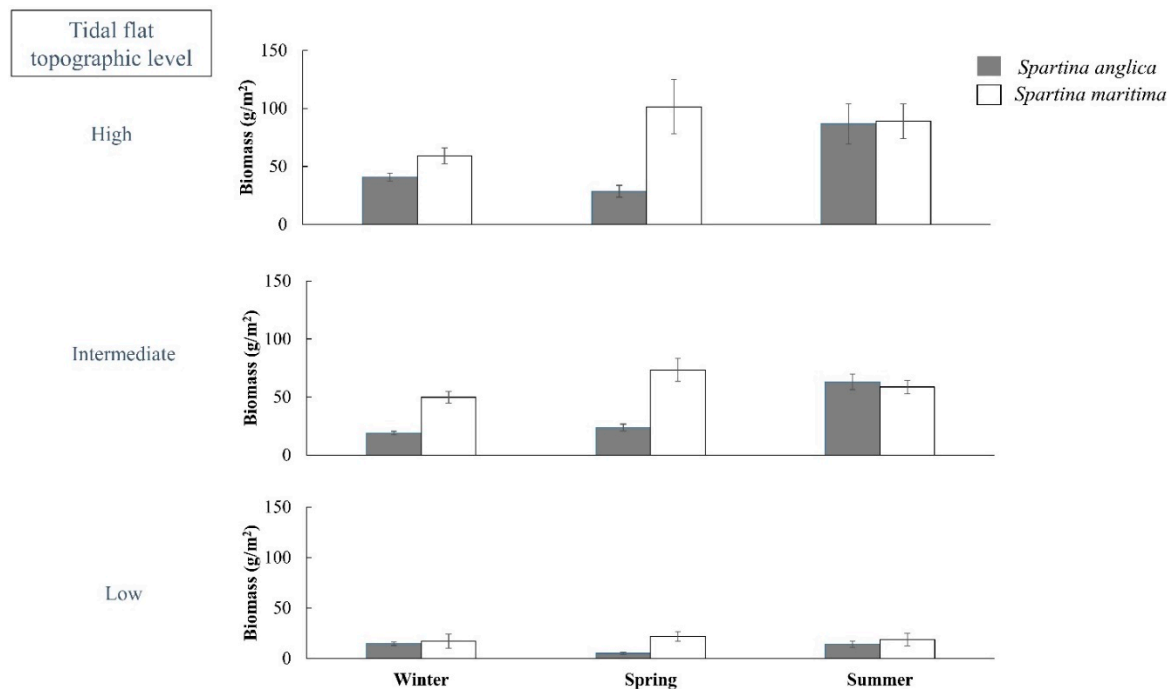 Tidal flat
topographic level
Spartina anglica
Spartina maritima
High
Biomass (g/m²)
150
100
50
0
Intermediate
Biomass (g/m²)
150
100
50
0
Low
Biomass (g/m²)
150
100
50
0
Winter Spring Summer